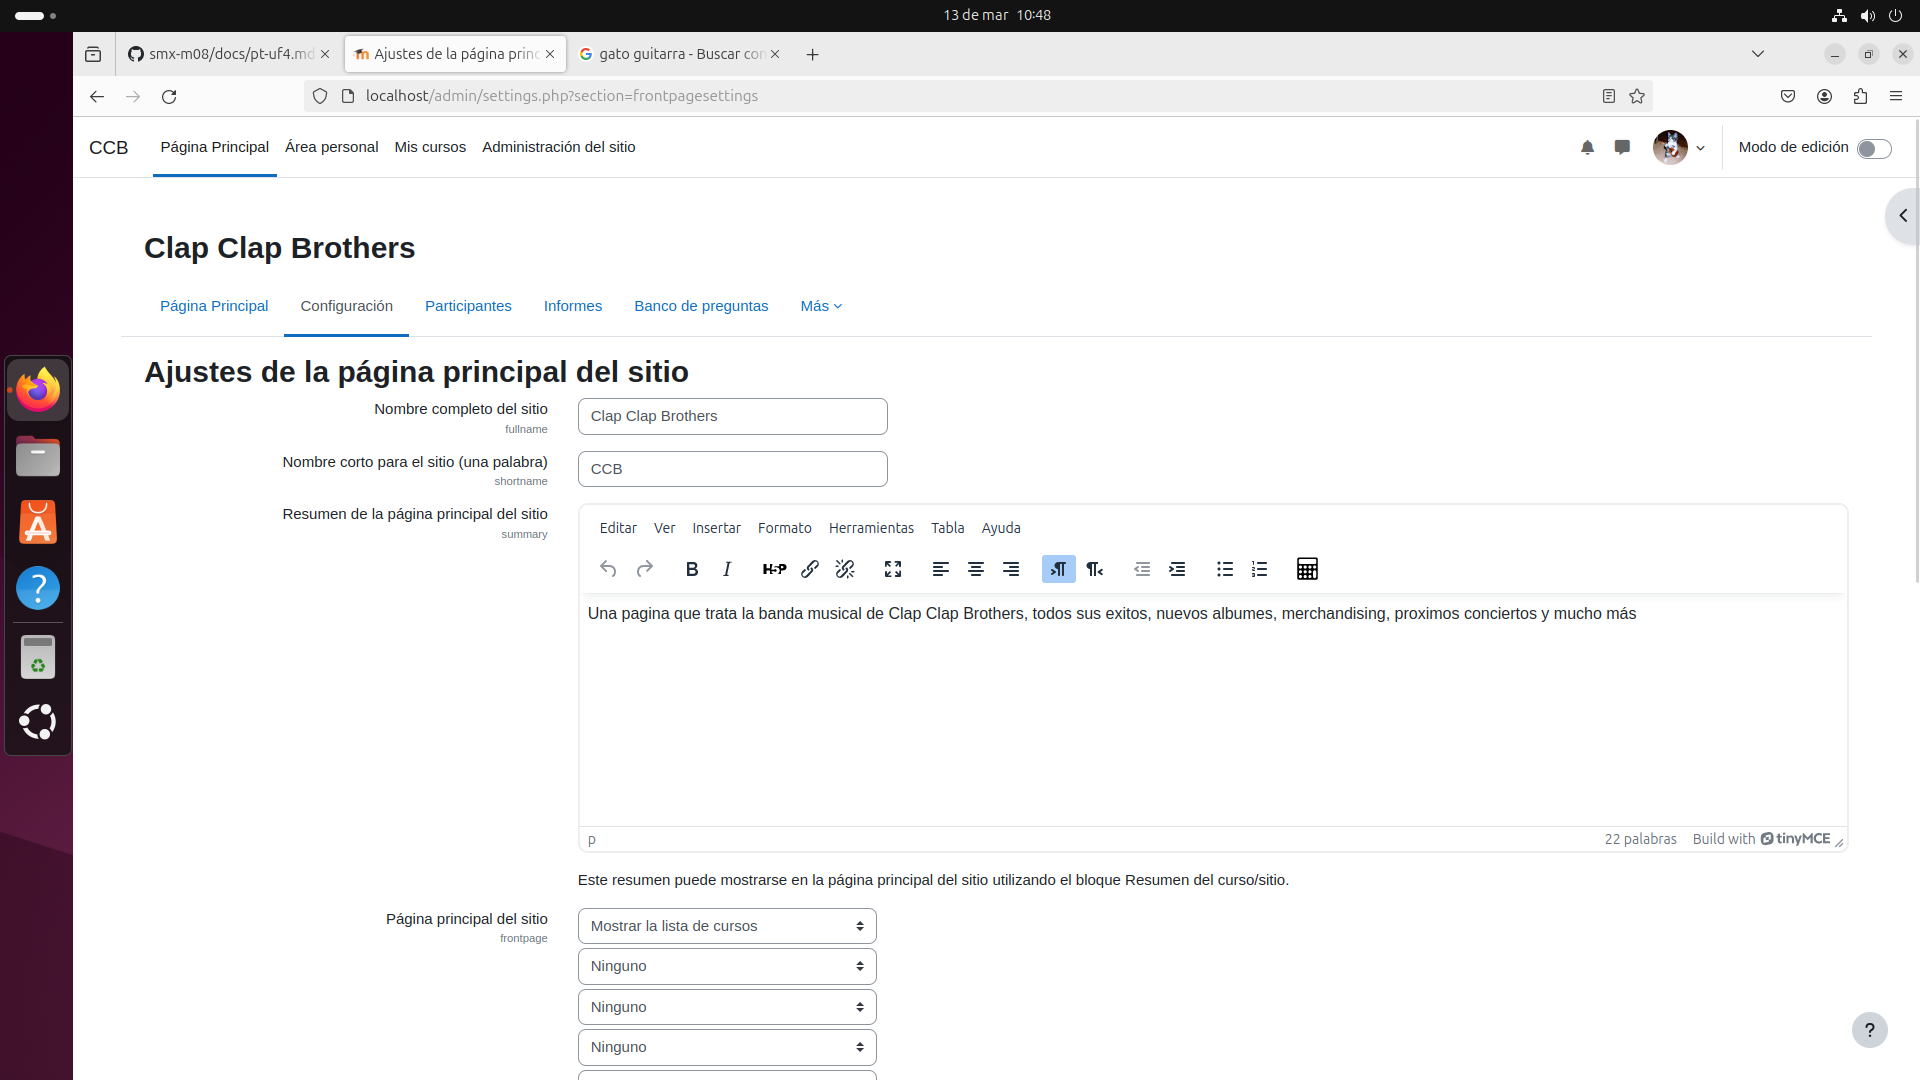 13 de mar 10:48
smx-m08/docs/pt-uf4.md
Ajustes de la página princ
gato guitarra - Buscar con
localhost/admin/settings.php?section=frontpagesettings
CCB
Página Principal
Área personal
Mis cursos
Administración del sitio
Modo de edición
Clap Clap Brothers
Página Principal
Configuración
Participantes
Informes
Banco de preguntas
Más
Ajustes de la página principal del sitio
Nombre completo del sitio
fullname
Clap Clap Brothers
Nombre corto para el sitio (una palabra)
shortname
CCB
Resumen de la página principal del sitio
summary
Editar Ver Insertar Formato Herramientas Tabla Ayuda
B I H5P
Una pagina que trata la banda musical de Clap Clap Brothers, todos sus exitos, nuevos albumes, merchandising, proximos conciertos y mucho más
p
22 palabras
Build with tinyMCE
Este resumen puede mostrarse en la página principal del sitio utilizando el bloque Resumen del curso/sitio.
Página principal del sitio
frontpage
Mostrar la lista de cursos
Ninguno
Ninguno
Ninguno
?